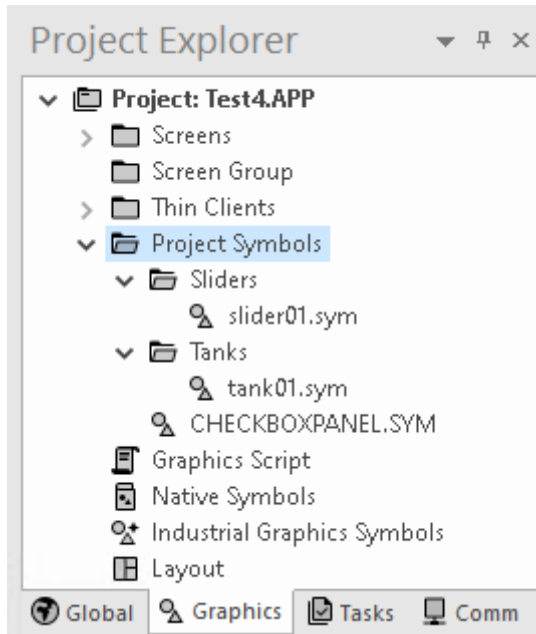 Project Explorer
Project: Test4.APP
Screens
Screen Group
Thin Clients
Project Symbols
Sliders
slider01.sym
Tanks
tank01.sym
CHECKBOXPANEL.SYM
Graphics Script
Native Symbols
Industrial Graphics Symbols
Layout
Global Graphics Tasks Comm